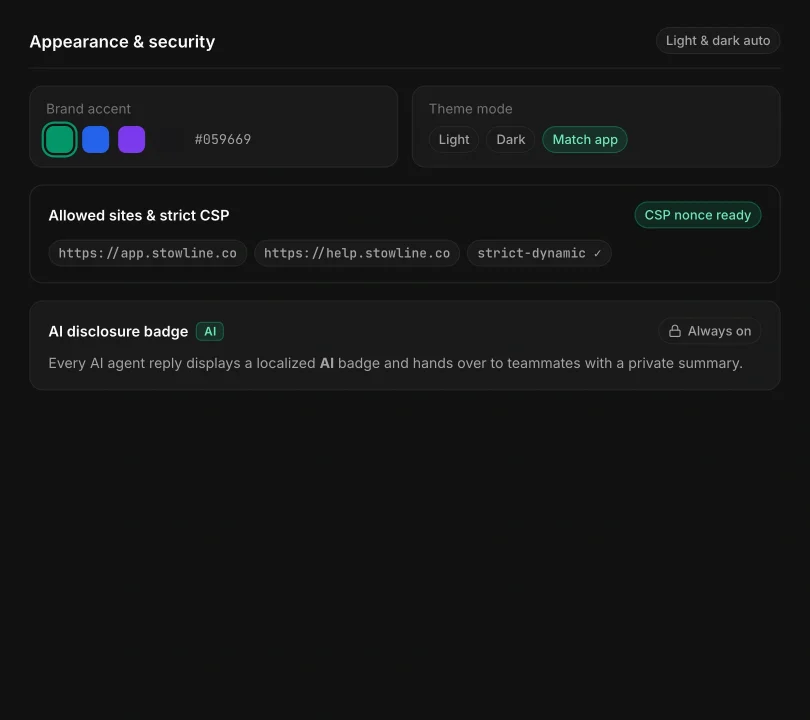 Appearance & security
Light & dark auto
Brand accent
#059669
Theme mode
Light Dark Match app
Allowed sites & strict CSP
CSP nonce ready
https://app.stowline.co https://help.stowline.co strict-dynamic ✓
AI disclosure badge AI
Always on
Every AI agent reply displays a localized AI badge and hands over to teammates with a private summary.